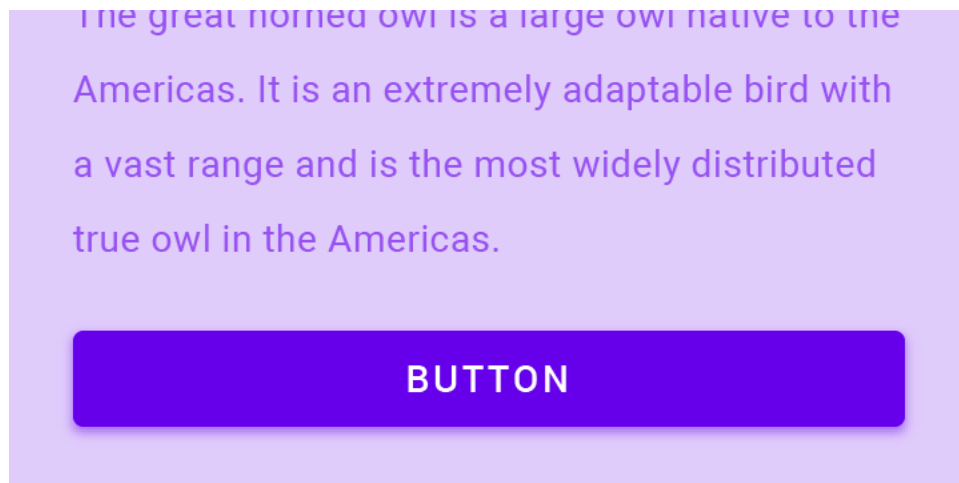 The great horned owl is a large owl native to the
Americas. It is an extremely adaptable bird with
a vast range and is the most widely distributed
true owl in the Americas.
BUTTON